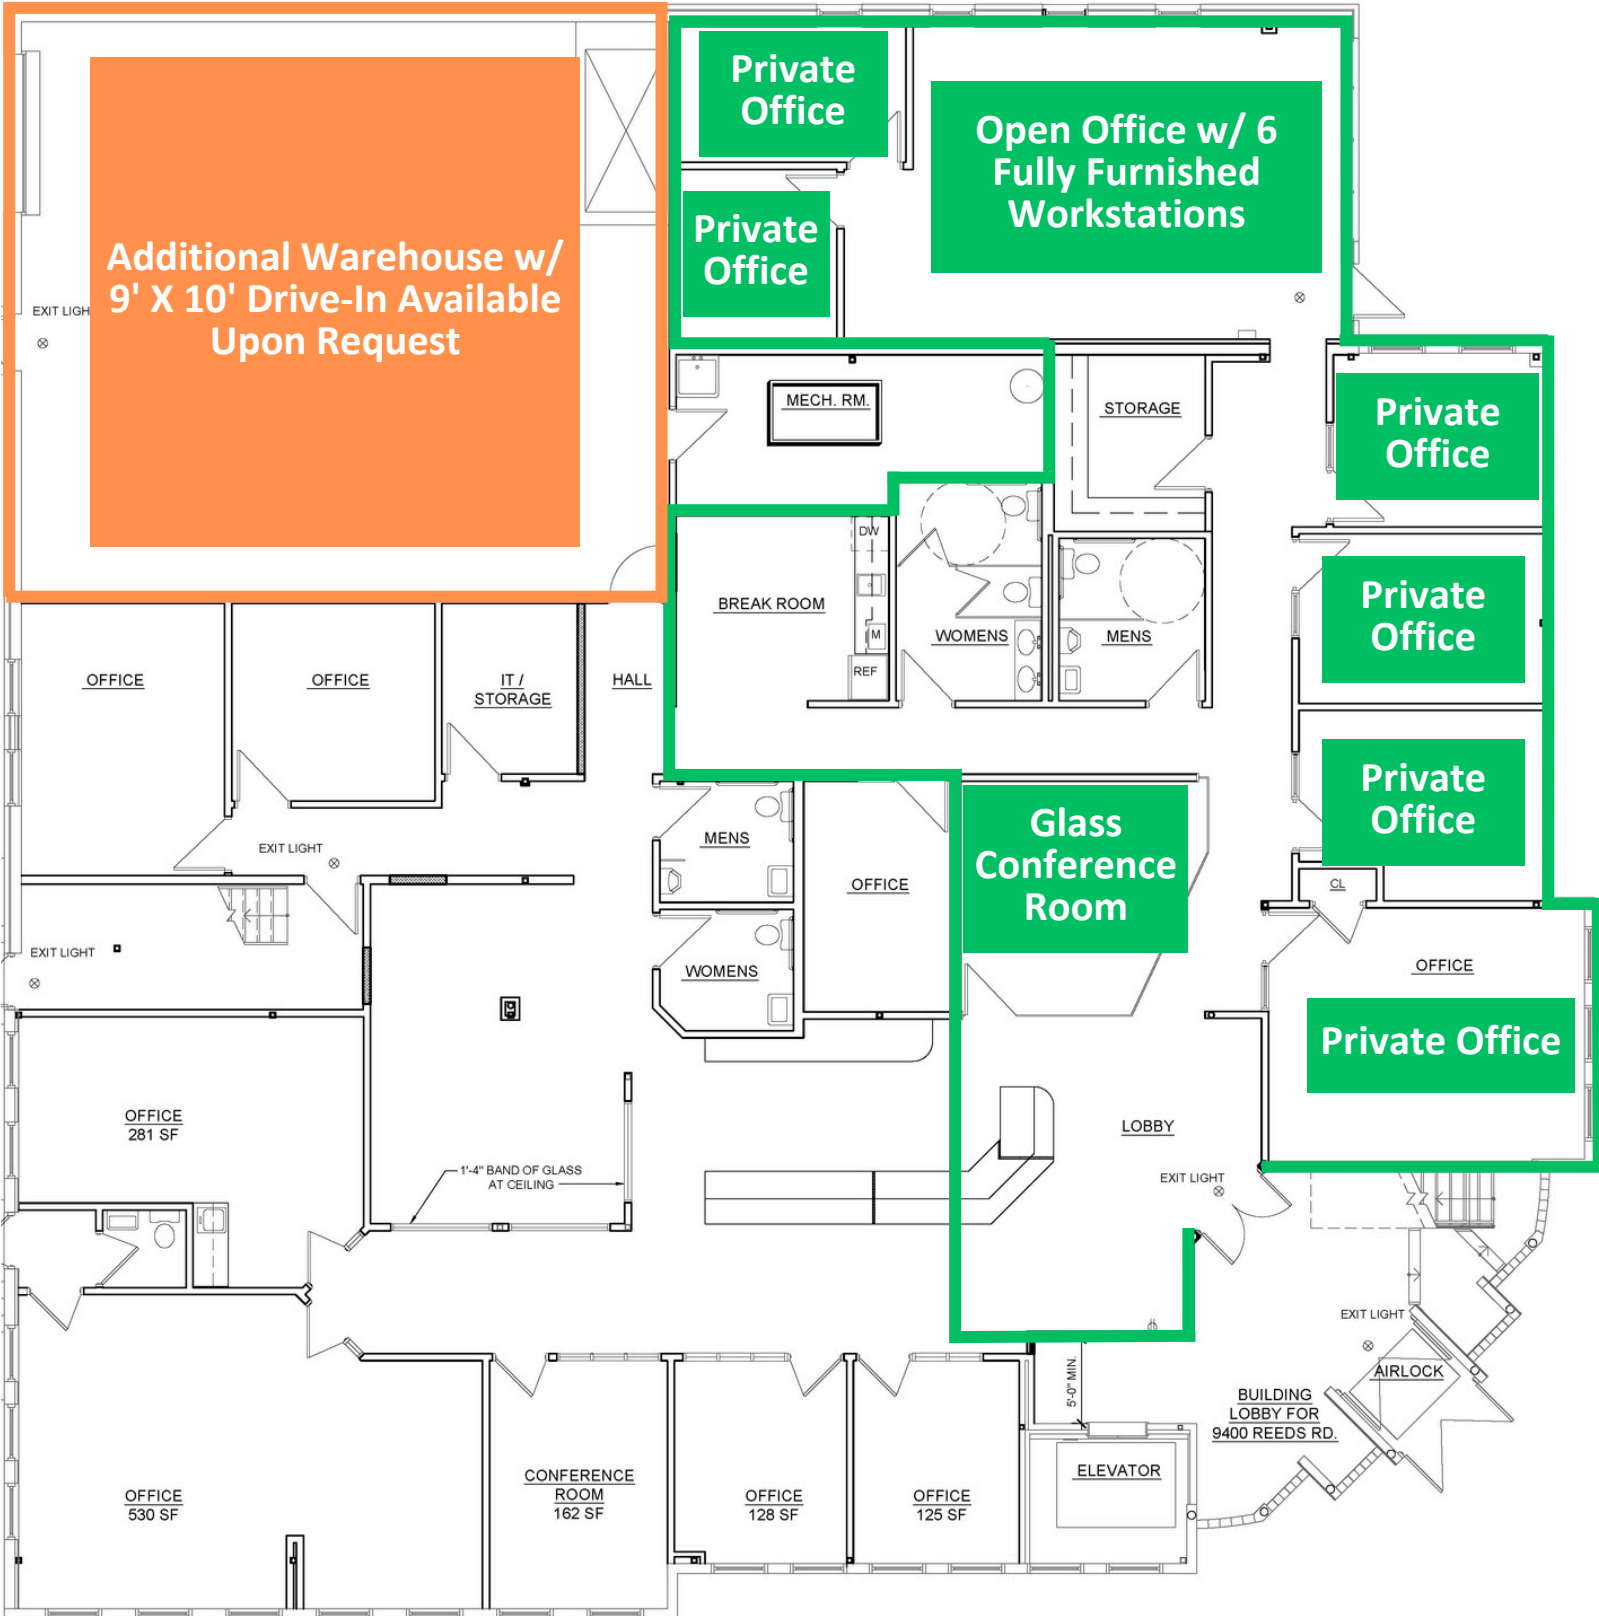 Private
Office
Open Office w/ 6
Fully Furnished
Workstations
Private
Office
Additional Warehouse w/
9' X 10' Drive-In Available
Upon Request
EXIT LIGH
MECH. RM.
STORAGE
Private
Office
DW
BREAK ROOM
M
REF
WOMENS
MENS
Private
Office
OFFICE
OFFICE
IT /
STORAGE
HALL
Private
Office
EXIT LIGHT
MENS
OFFICE
Glass
Conference
Room
CL
EXIT LIGHT
WOMENS
OFFICE
Private Office
OFFICE
281 SF
1'-4" BAND OF GLASS
AT CEILING
LOBBY
EXIT LIGHT
EXIT LIGHT
AIRLOCK
5'-0" MIN.
BUILDING
LOBBY FOR
9400 REEDS RD.
OFFICE
530 SF
CONFERENCE
ROOM
162 SF
OFFICE
128 SF
OFFICE
125 SF
ELEVATOR